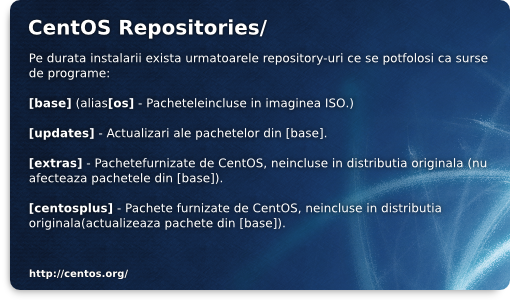 CentOS Repositories/
Pe durata instalarii exista urmatoarele repository-uri ce se potfolosi ca surse
de programe:
[base] (alias[os] - Pacheteleincluse in imaginea ISO.)
[updates] - Actualizari ale pachetelor din [base].
[extras] - Pachetefurnizate de CentOS, neincluse in distributia originala (nu
afecteaza pachetele din [base]).
[centosplus] - Pachete furnizate de CentOS, neincluse in distributia
originala(actualizeaza pachete din [base]).
http://centos.org/